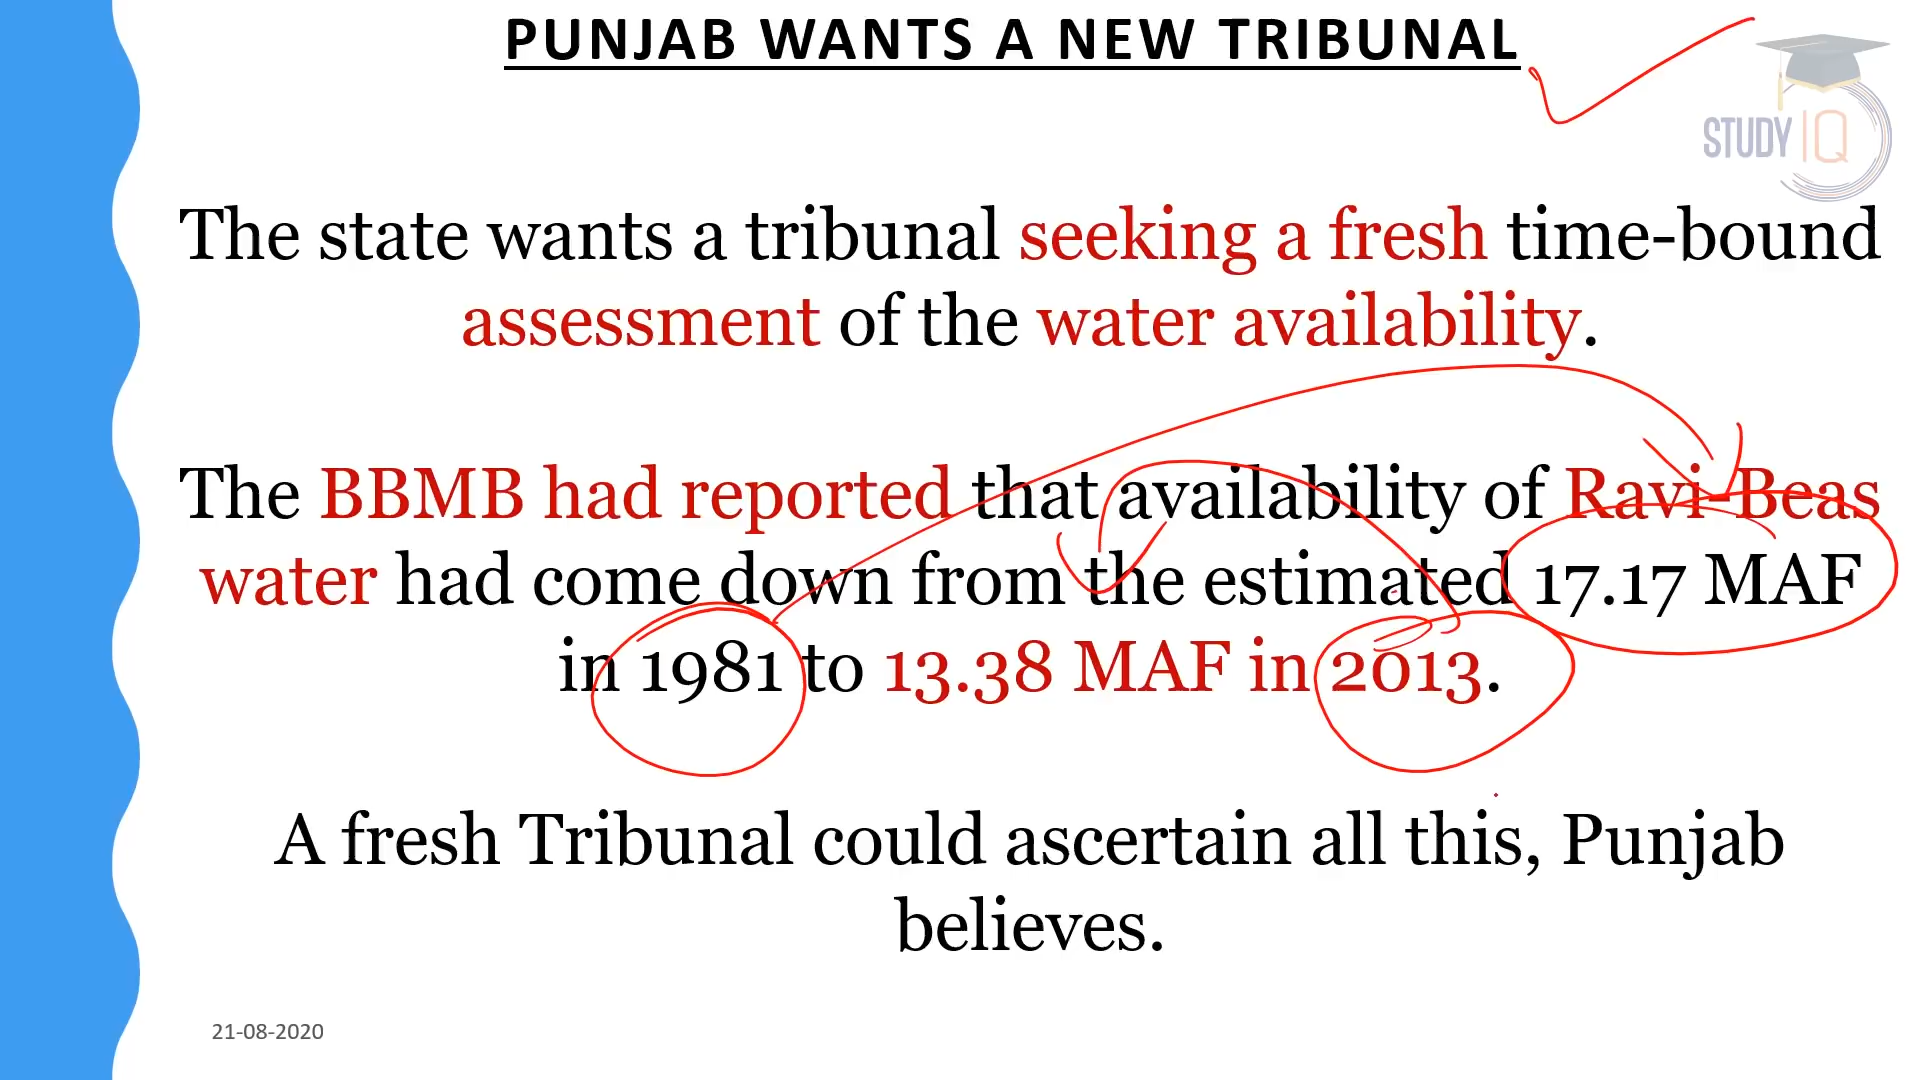 PUNJAB WANTS A NEW TRIBUNAL
STUDY IQ
The state wants a tribunal seeking a fresh time-bound
assessment of the water availability.
The BBMB had reported that availability of Ravi-Beas
water had come down from the estimated 17.17 MAF
in 1981 to 13.38 MAF in 2013.
A fresh Tribunal could ascertain all this, Punjab
believes.
21-08-2020